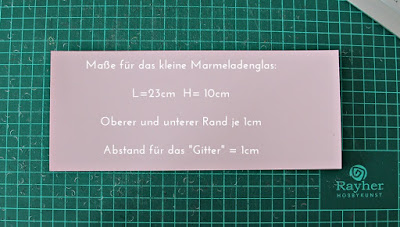 Maße für das kleine Marmeladenglas:
L=23cm H= 10cm
Oberer und unterer Rand je 1cm
Abstand für das "Gitter" = 1cm
Rayher
HOBBYKUNST